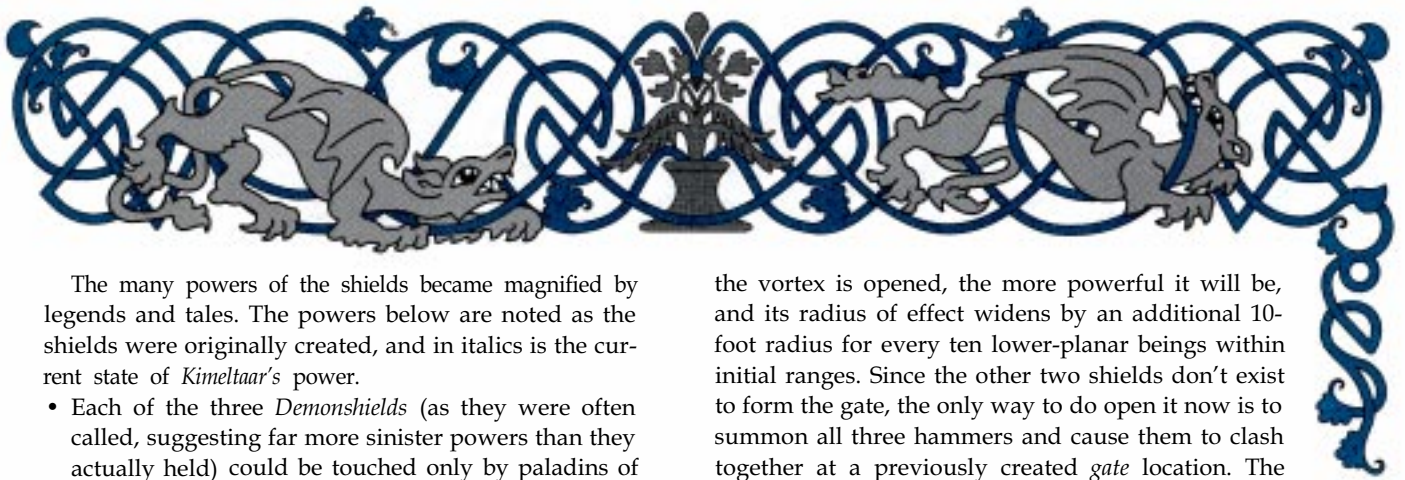 The many powers of the shields became magnified by
legends and tales. The powers below are noted as the
shields were originally created, and in italics is the cur-
rent state of Kimeltaar's power.
• Each of the three Demonshields (as they were often
called, suggesting far more sinister powers than they
actually held) could be touched only by paladins of
the vortex is opened, the more powerful it will be,
and its radius of effect widens by an additional 10-
foot radius for every ten lower-planar beings within
initial ranges. Since the other two shields don't exist
to form the gate, the only way to do open it now is to
summon all three hammers and cause them to clash
together at a previously created gate location. The